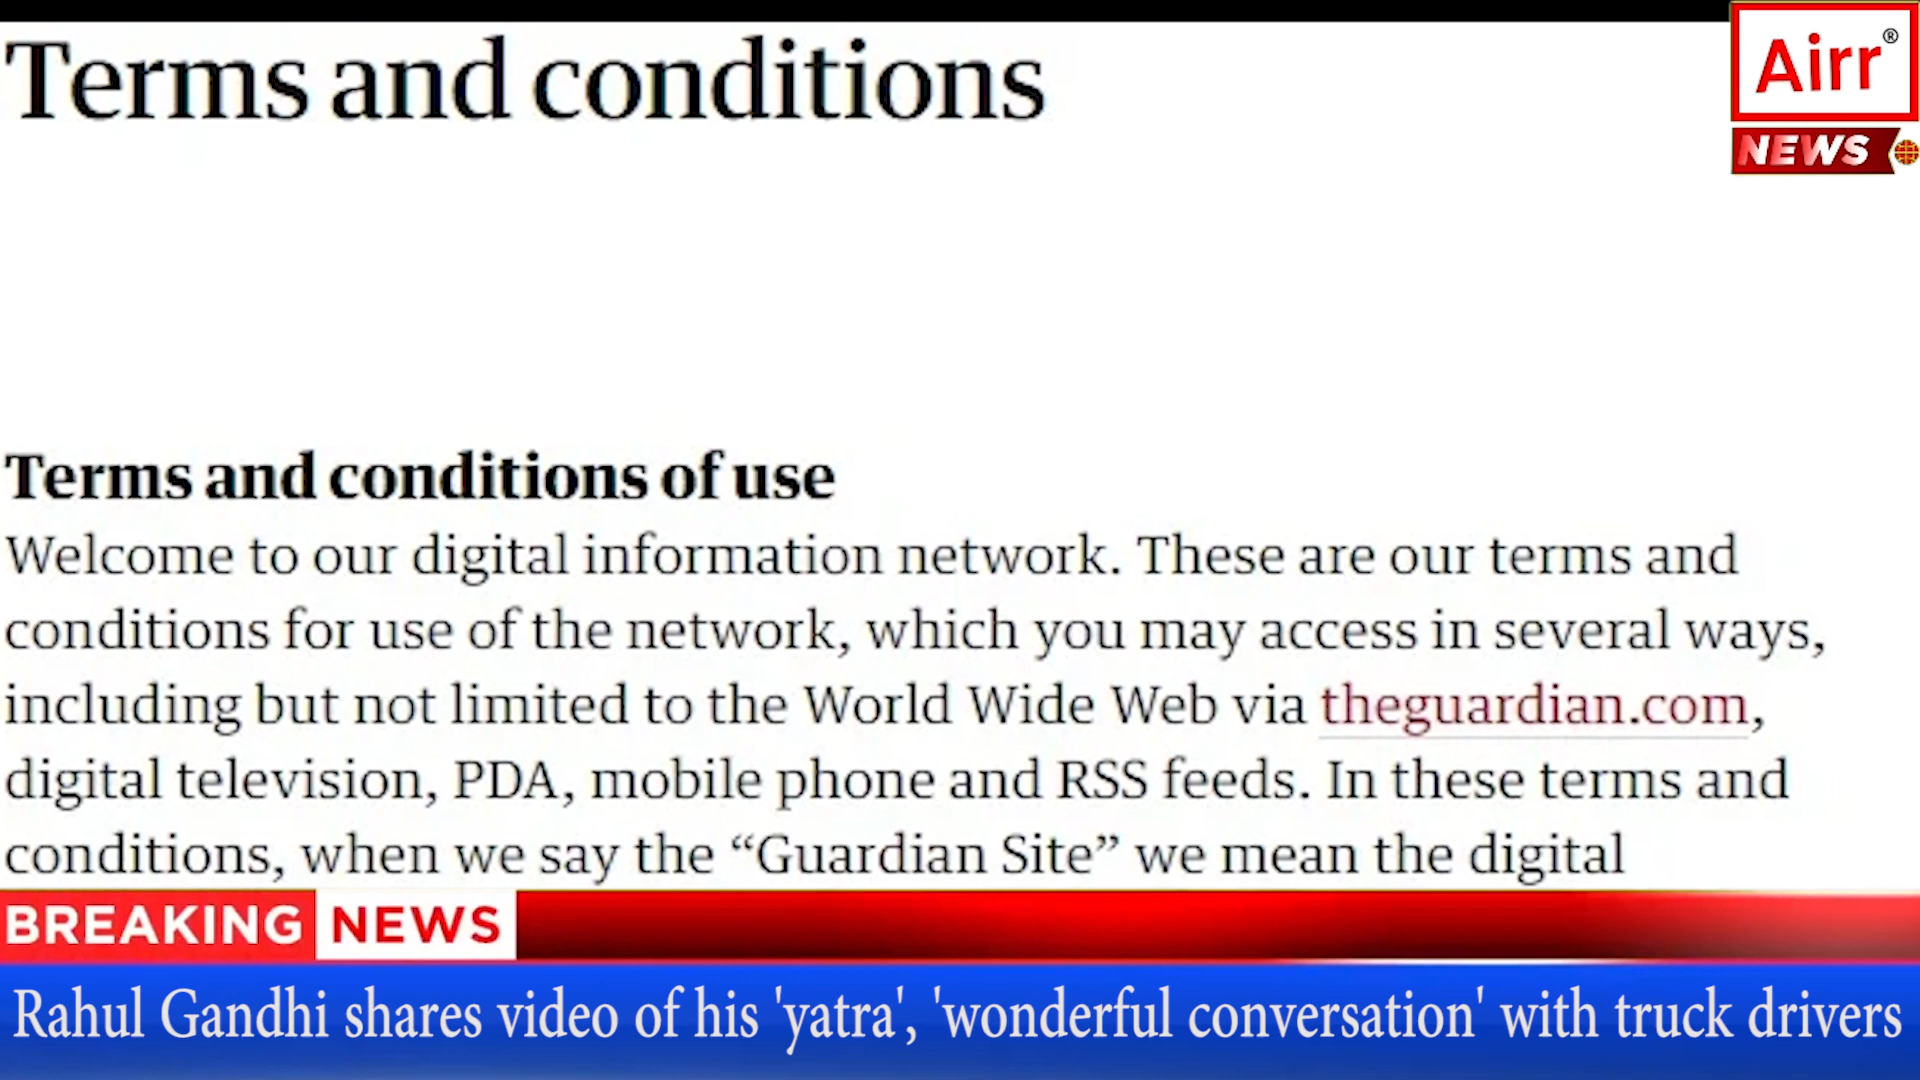 Terms and conditions
Airr®
NEWS
Terms and conditions of use
Welcome to our digital information network. These are our terms and
conditions for use of the network, which you may access in several ways,
including but not limited to the World Wide Web via theguardian.com,
digital television, PDA, mobile phone and RSS feeds. In these terms and
conditions, when we say the “Guardian Site” we mean the digital
BREAKING NEWS
Rahul Gandhi shares video of his 'yatra', 'wonderful conversation' with truck drivers